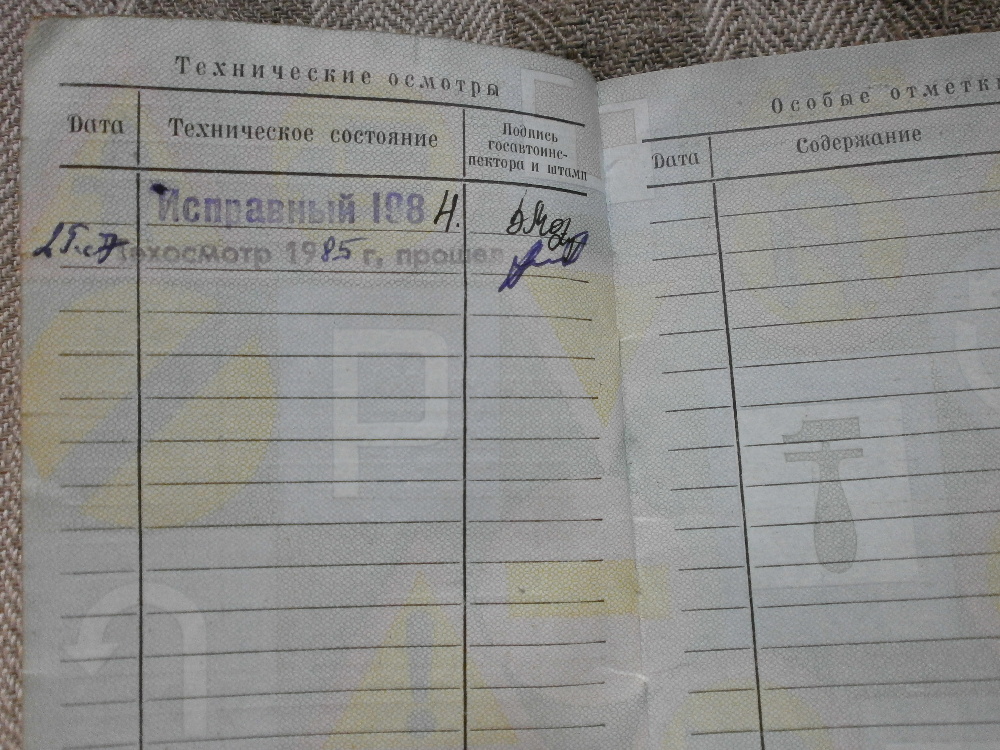 Технические осмотры
Дата
Техническое состояние
Подпись
госавтоинс-
пектора и штамп
Исправный 1984.
техосмотр 1985 г, прошел
P
Особые отметки
Дата
Содержание